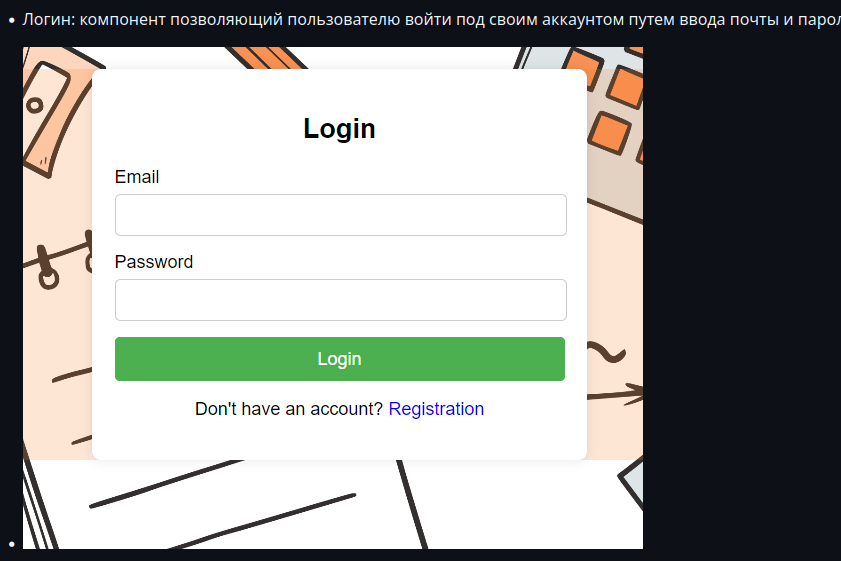 Логин: компонент позволяющий пользователю войти под своим аккаунтом путем ввода почты и
Login
Email
Password
Login
Don't have an account? Registration